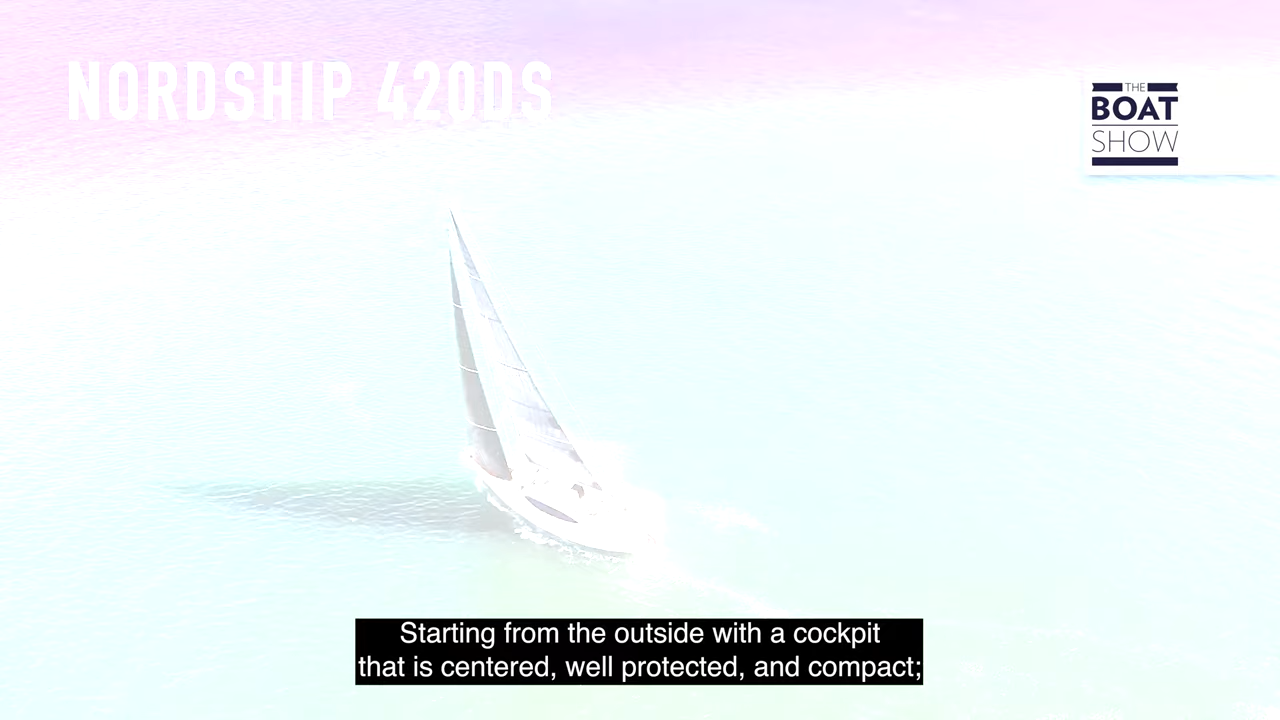 NORDSHIP 420DS
THE
BOAT
SHOW
Starting from the outside with a cockpit
that is centered, well protected, and compact;